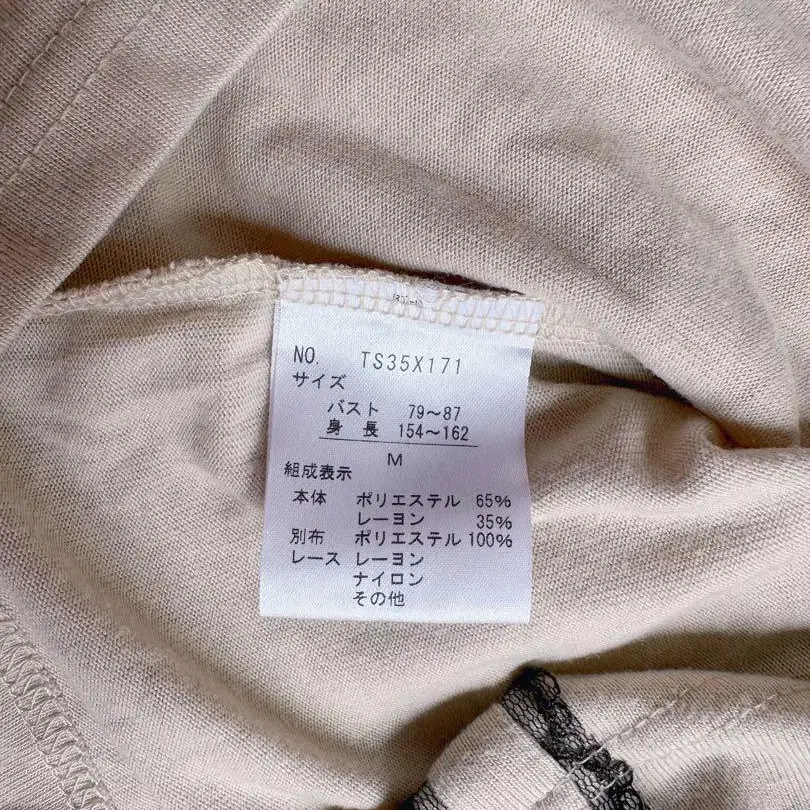 NO. TS35X171
サイズ
バスト 79～87
身長 154～162
M
組成表示
本体 ポリエステル 65%
レーヨン 35%
別布 ポリエステル 100%
レース レーヨン
ナイロン
その他